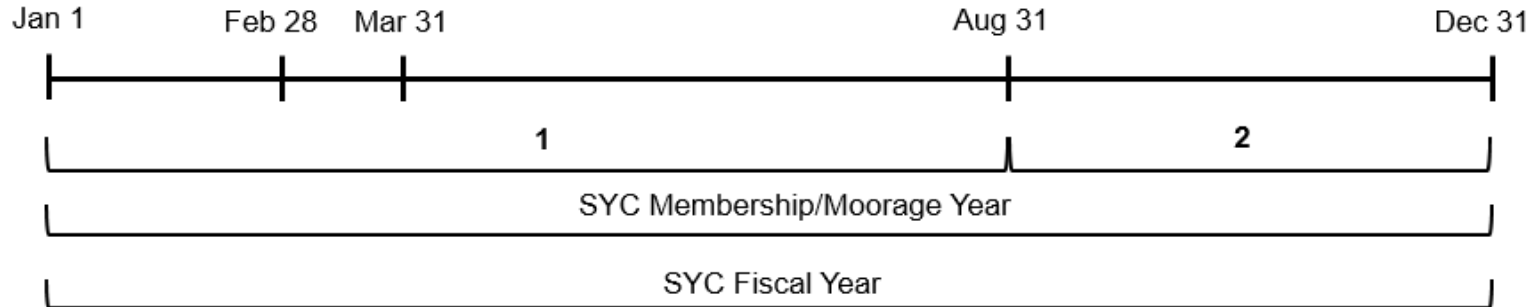 Jan 1 Feb 28 Mar 31 Aug 31 Dec 31
1 2
SYC Membership/Moorage Year
SYC Fiscal Year